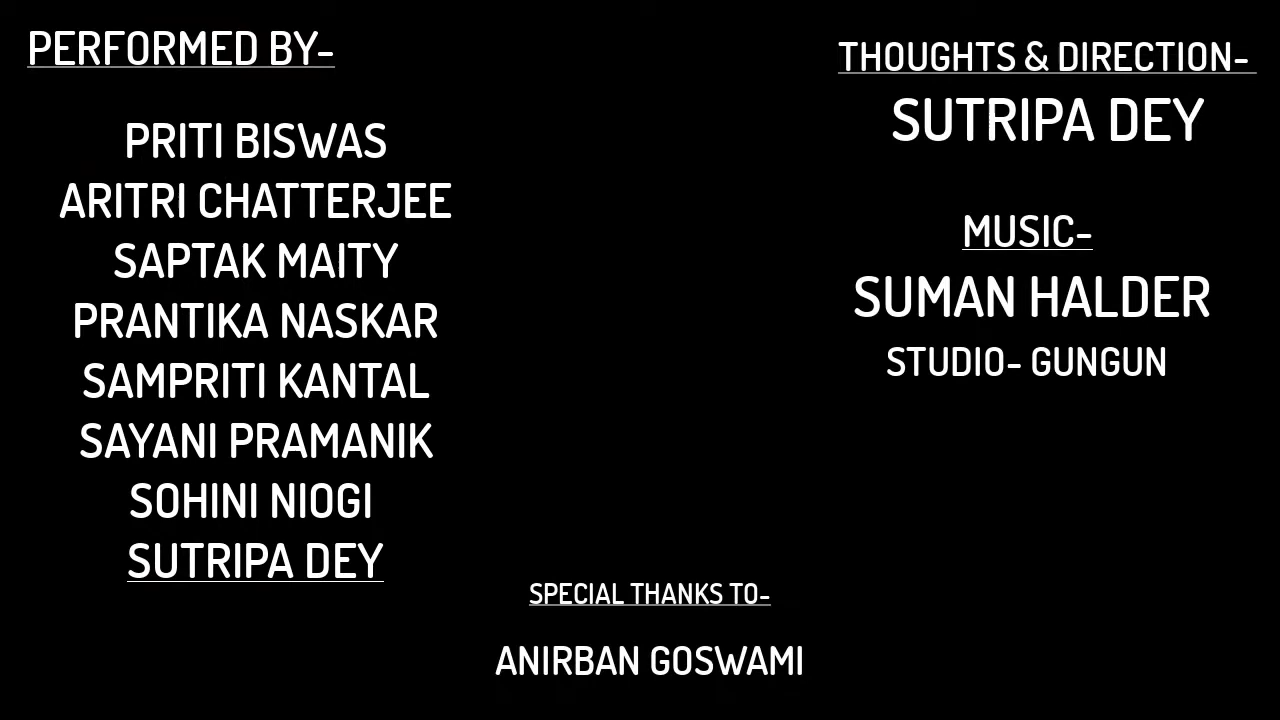 PERFORMED BY-
PRITI BISWAS
ARITRI CHATTERJEE
SAPTAK MAITY
PRANTIKA NASKAR
SAMPRITI KANTAL
SAYANI PRAMANIK
SOHINI NIOGI
SUTRIPA DEY
THOUGHTS & DIRECTION-
SUTRIPA DEY
MUSIC-
SUMAN HALDER
STUDIO- GUNGUN
SPECIAL THANKS TO-
ANIRBAN GOSWAMI